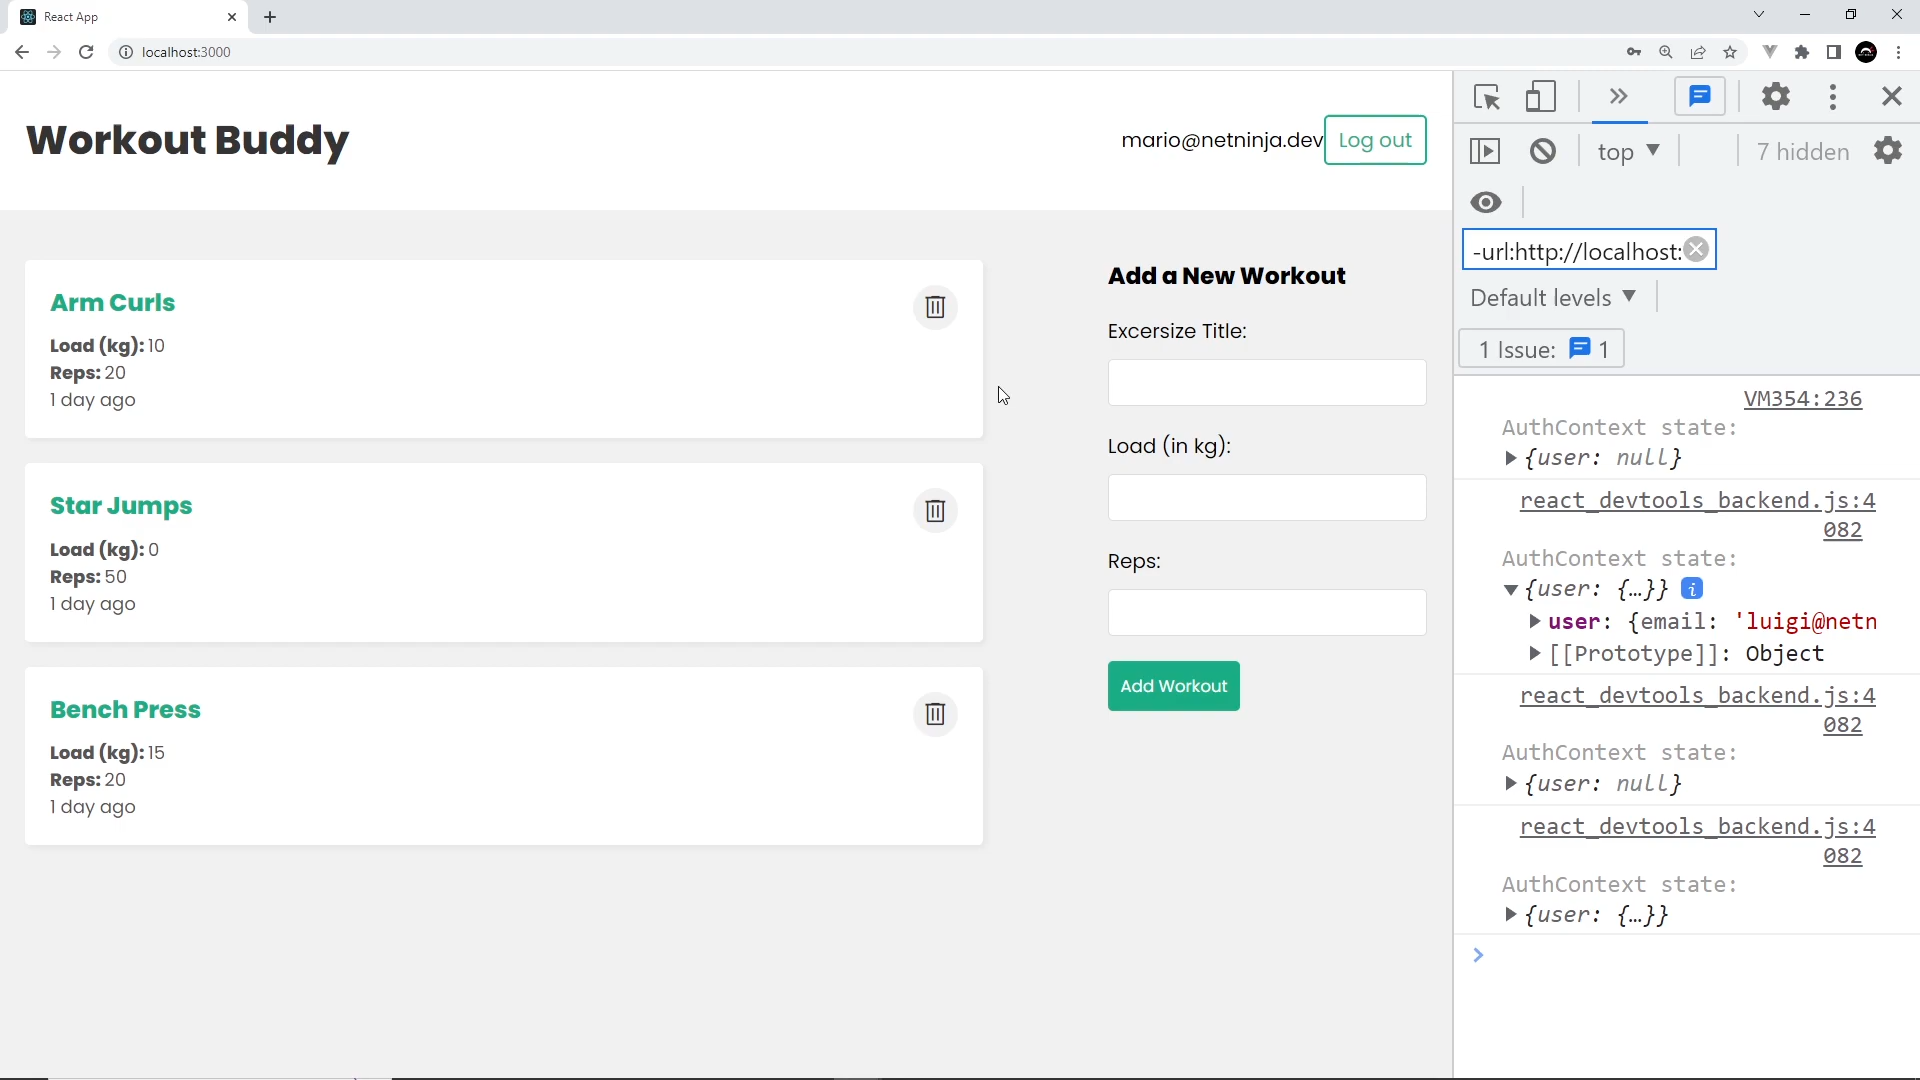 React App
localhost:3000
Workout Buddy
mario@netninja.dev
Log out
Arm Curls
Load (kg): 10
Reps: 20
1 day ago
Star Jumps
Load (kg): 0
Reps: 50
1 day ago
Bench Press
Load (kg): 15
Reps: 20
1 day ago
Add a New Workout
Excersize Title:
Load (in kg):
Reps:
Add Workout
top
7 hidden
-url:http://localhost:
Default levels
1 Issue: 1
VM354:236
AuthContext state:
{user: null}
react_devtools_backend.js:4
082
AuthContext state:
{user: {…}} i
user: {email: 'luigi@netn
[[Prototype]]: Object
react_devtools_backend.js:4
082
AuthContext state:
{user: null}
react_devtools_backend.js:4
082
AuthContext state:
{user: {…}}